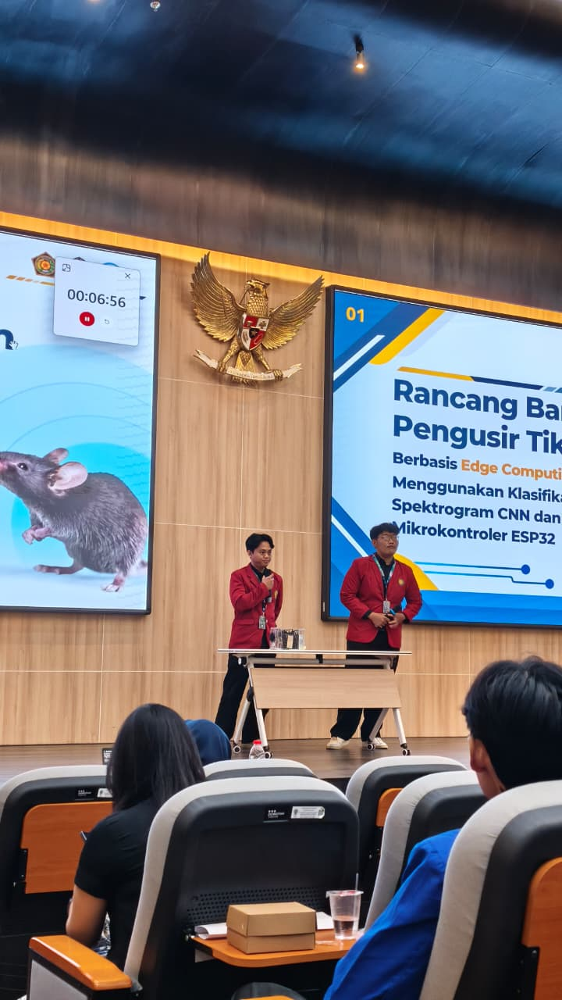 00:06:56
01
Rancang Ba
Pengusir Tik
Berbasis Edge Computi
Menggunakan Klasifika
Spektrogram CNN dan
Mikrokontroler ESP32